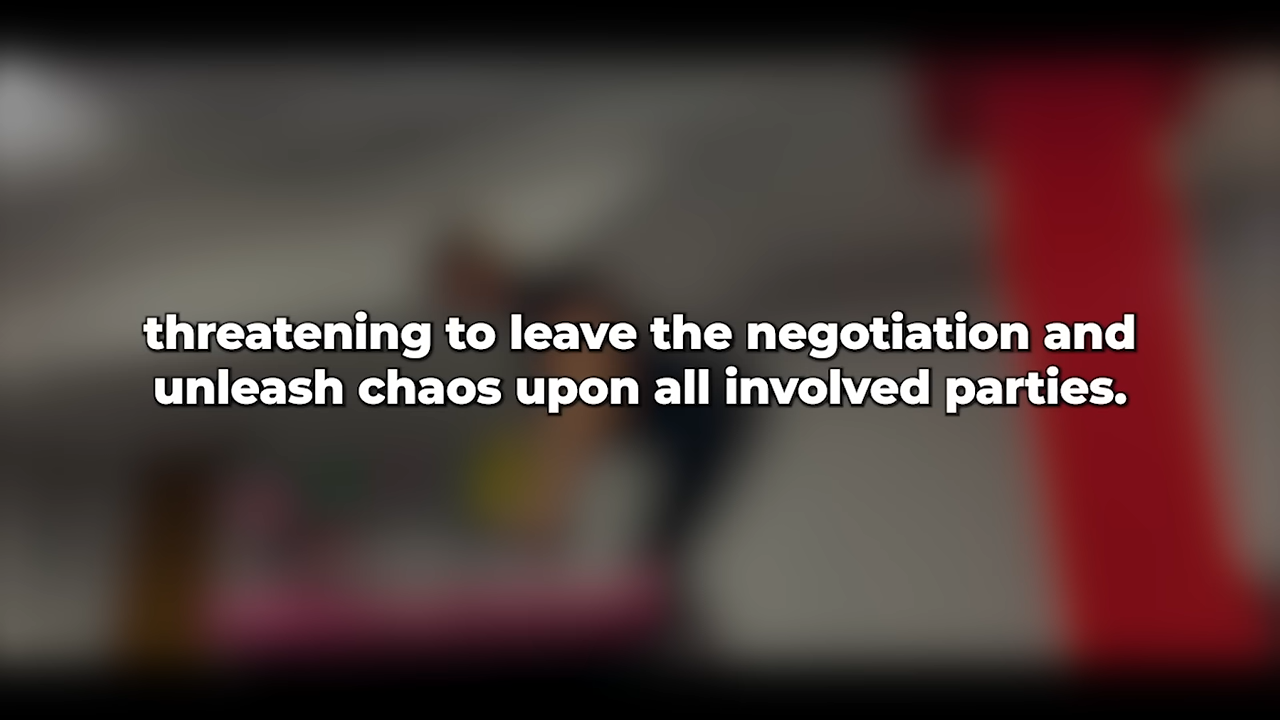 threatening to leave the negotiation and
unleash chaos upon all involved parties.